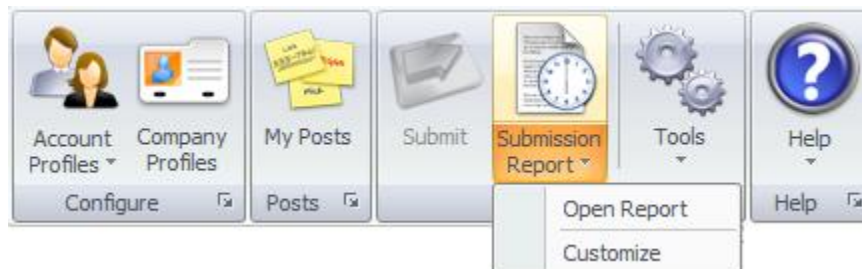 Account
Profiles
Company
Profiles
My Posts
Submit
Submission
Report
Tools
Help
Configure
Posts
Help
Open Report
Customize